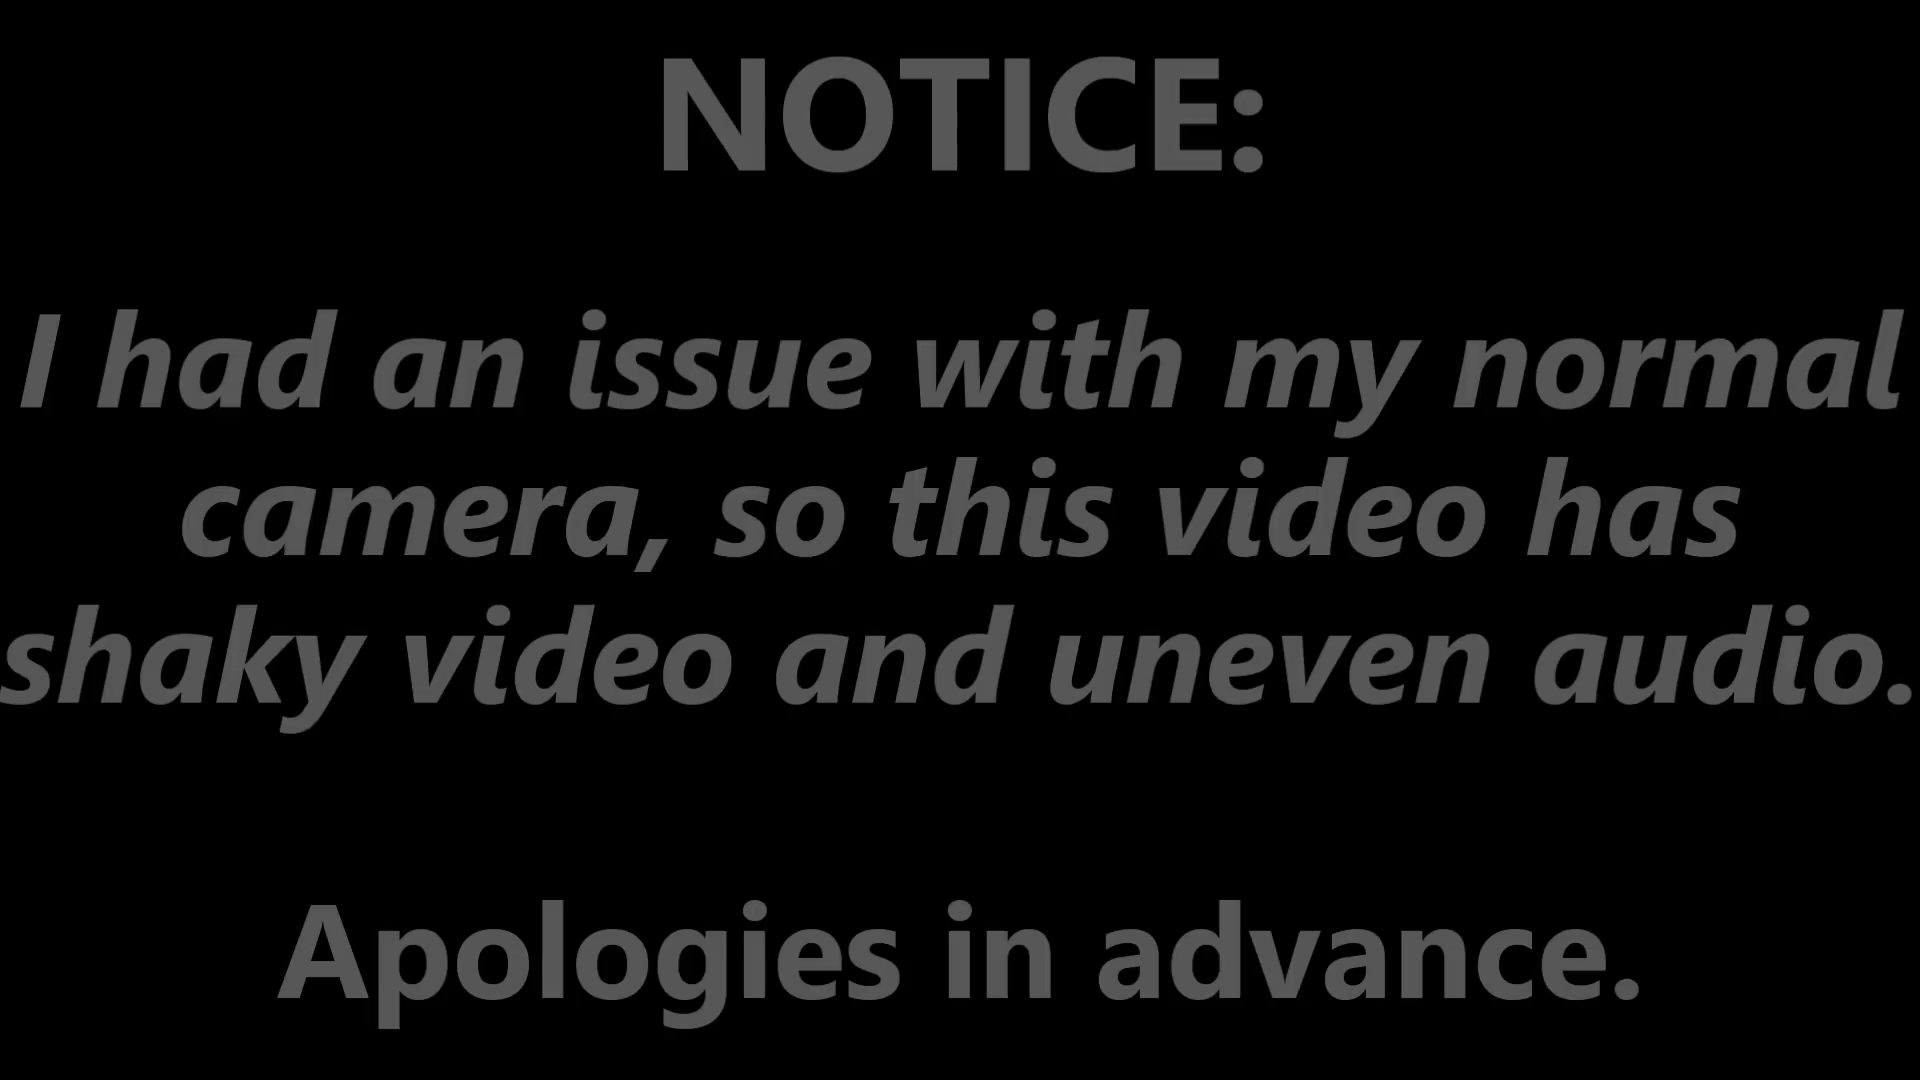 NOTICE:
I had an issue with my normal
camera, so this video has
shaky video and uneven audio.
Apologies in advance.